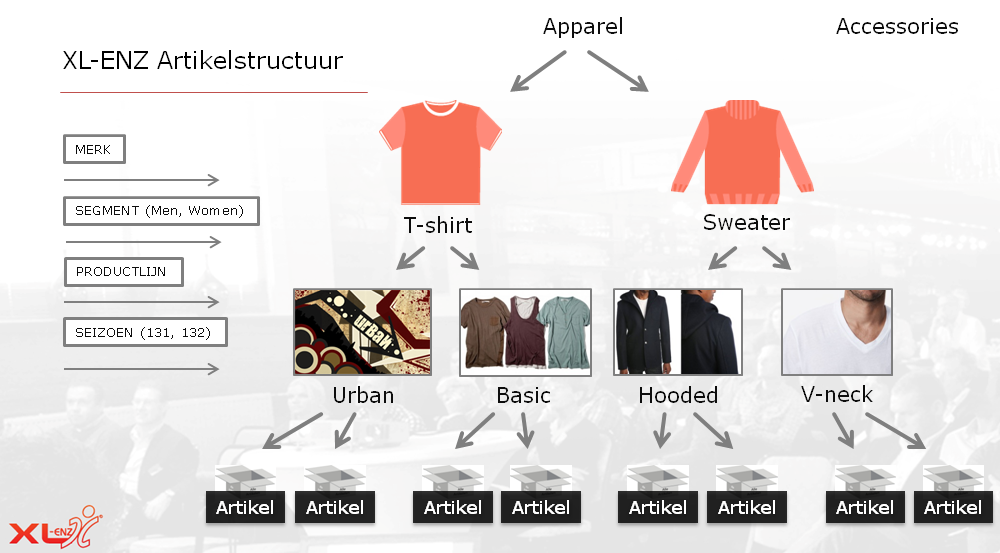 Apparel
Accessories
XL-ENZ Artikelstructuur
MERK
SEGMENT (Men, Women)
PRODUCTLIJN
SEIZOEN (131, 132)
T-shirt
Sweater
urBaN
Urban
Basic
Hooded
V-neck
Artikel
Artikel
Artikel
Artikel
Artikel
Artikel
Artikel
Artikel
XL-ENZ